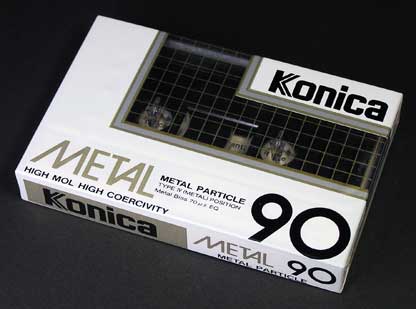 Konica
METAL
METAL PARTICLE
TYPE IV (METAL) POSITION
Metal Bias 70μs EQ
HIGH MOL HIGH COERCIVITY
90
Konica
METAL 90
METAL PARTICLE